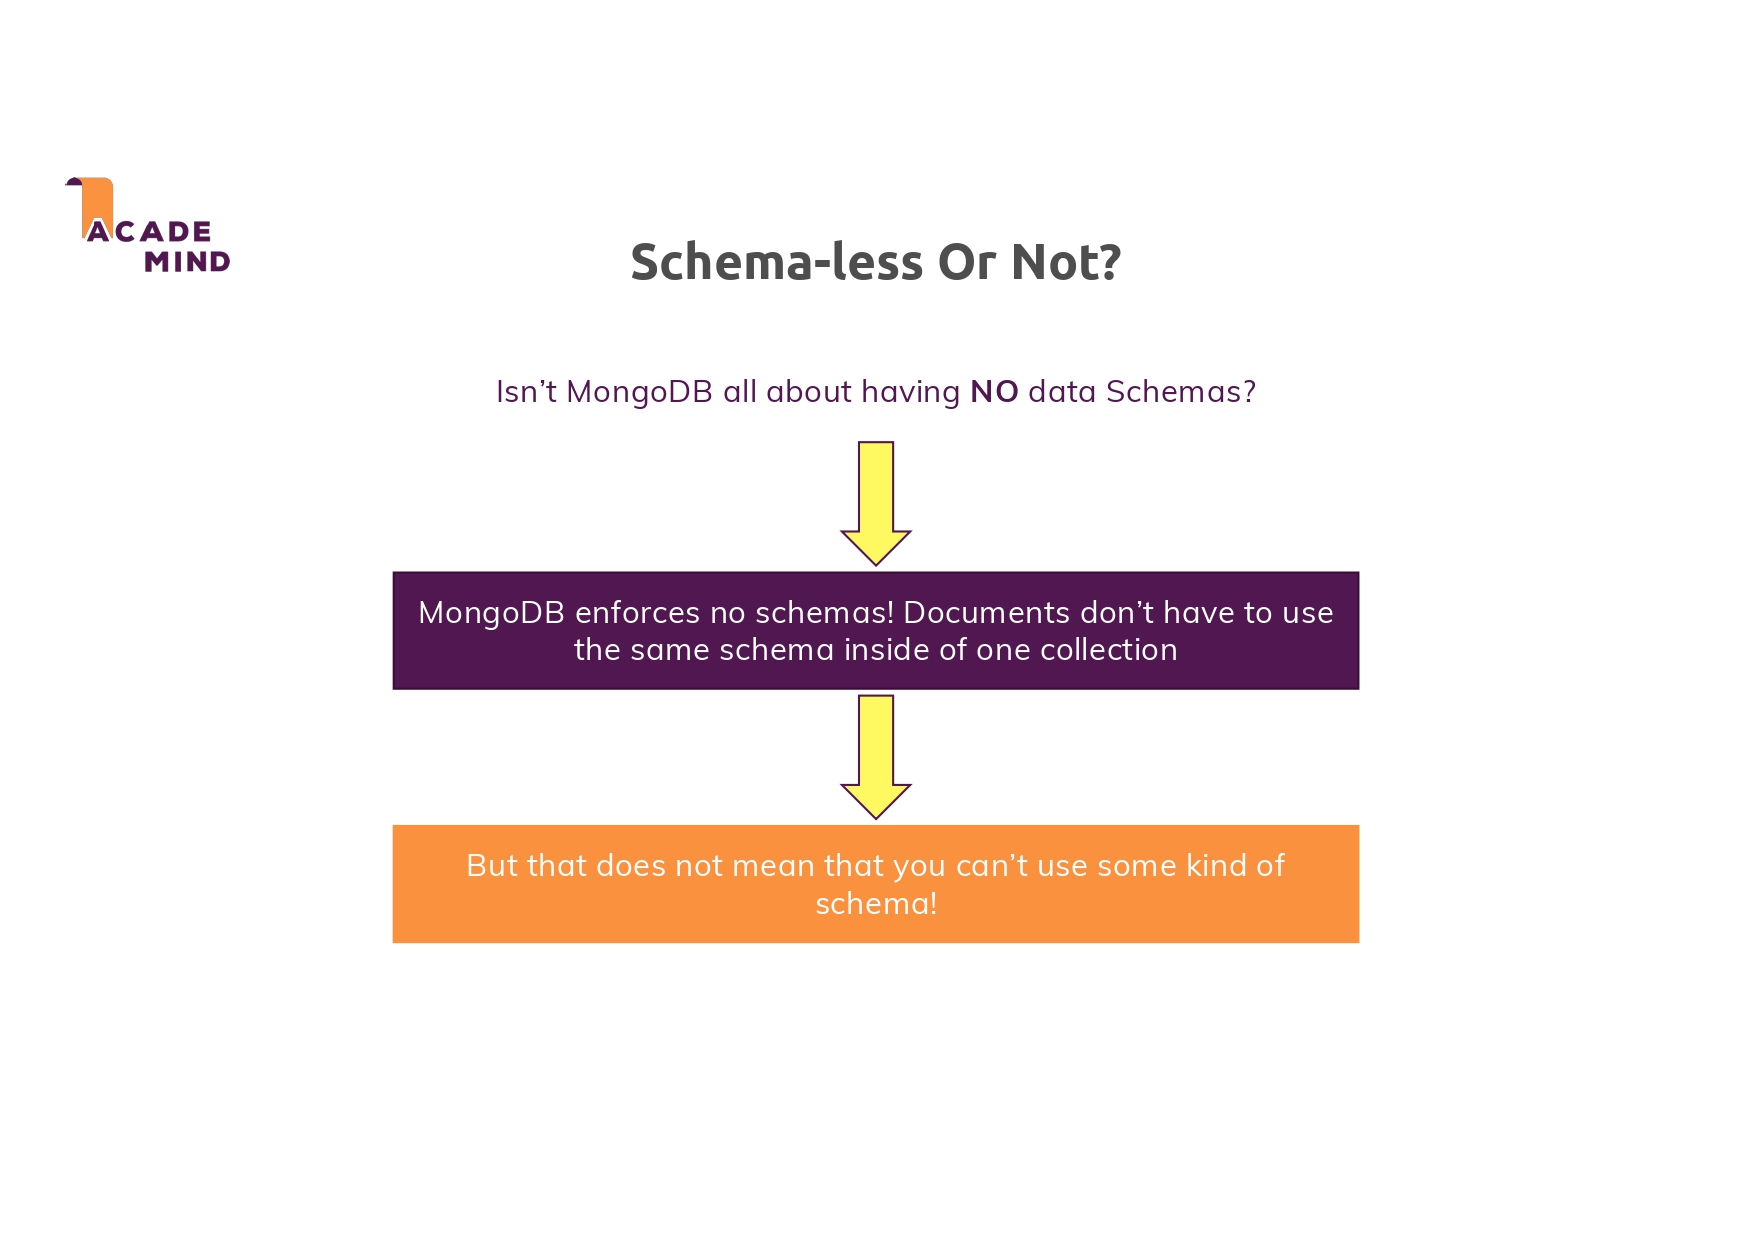 ACADE
MIND
Schema-less Or Not?
Isn’t MongoDB all about having NO data Schemas?
MongoDB enforces no schemas! Documents don’t have to use
the same schema inside of one collection
But that does not mean that you can’t use some kind of
schema!